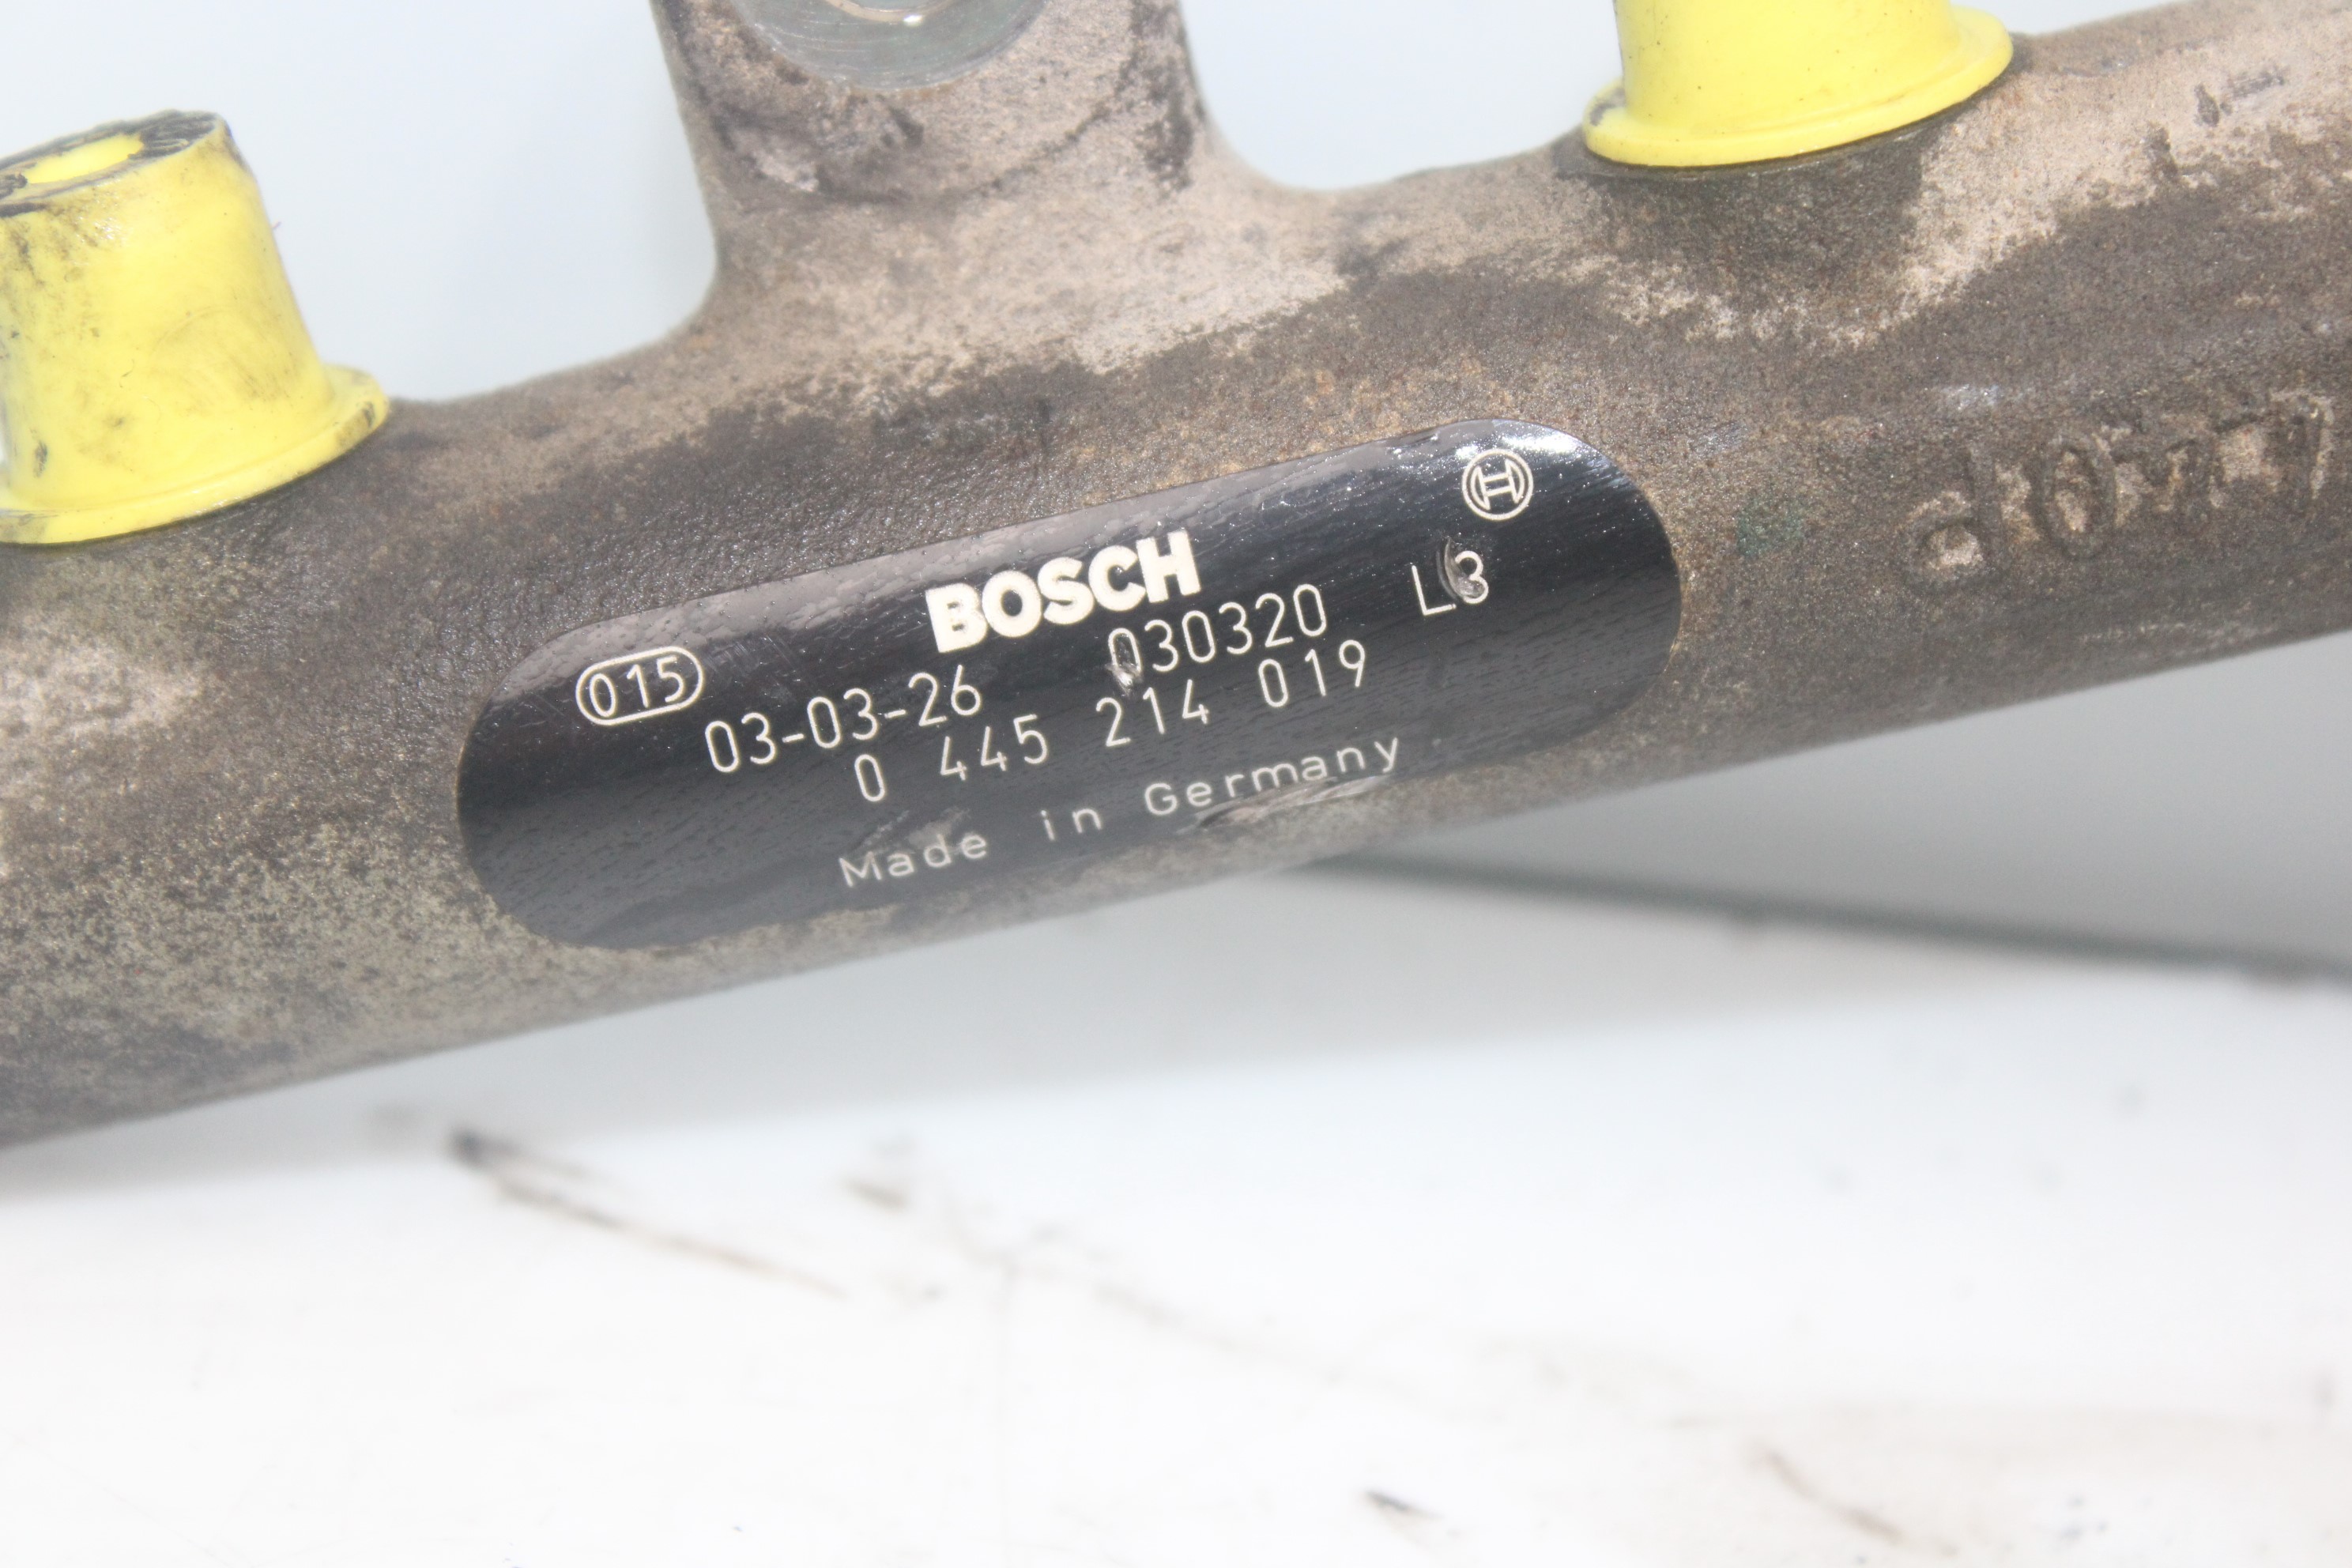 BOSCH
015 03-03-26 030320 L3
0 445 214 019
Made in Germany